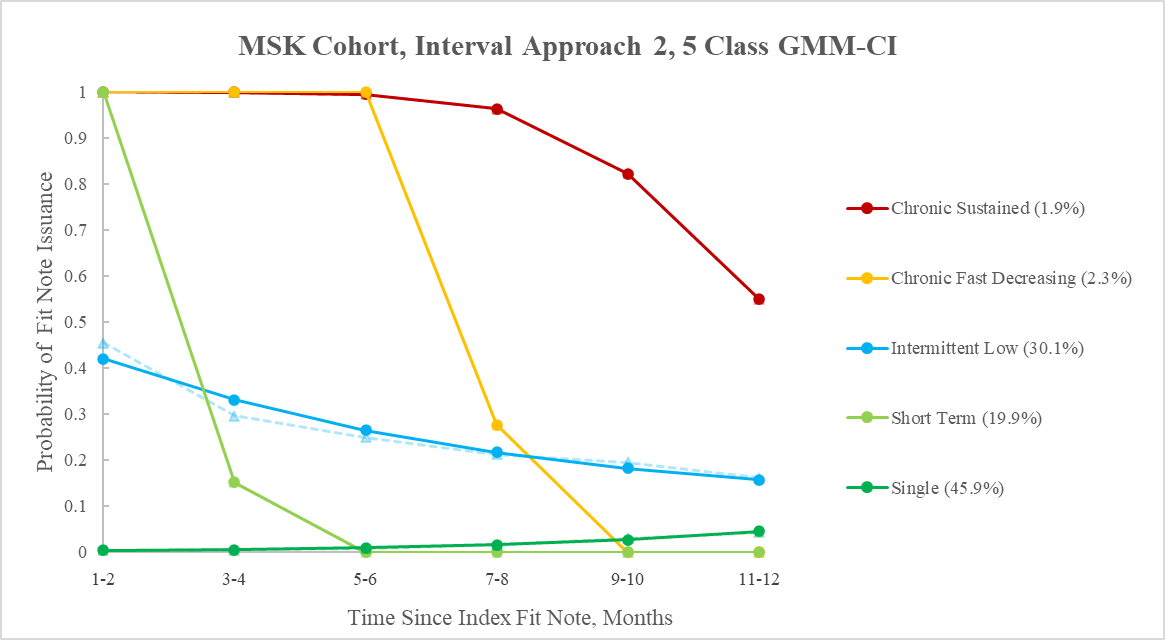 MSK Cohort, Interval Approach 2, 5 Class GMM-CI
Probability of Fit Note Issuance
1
0.9
0.8
0.7
0.6
0.5
0.4
0.3
0.2
0.1
0
1-2
3-4
5-6
7-8
9-10
11-12
Time Since Index Fit Note, Months
Chronic Sustained (1.9%)
Chronic Fast Decreasing (2.3%)
Intermittent Low (30.1%)
Short Term (19.9%)
Single (45.9%)